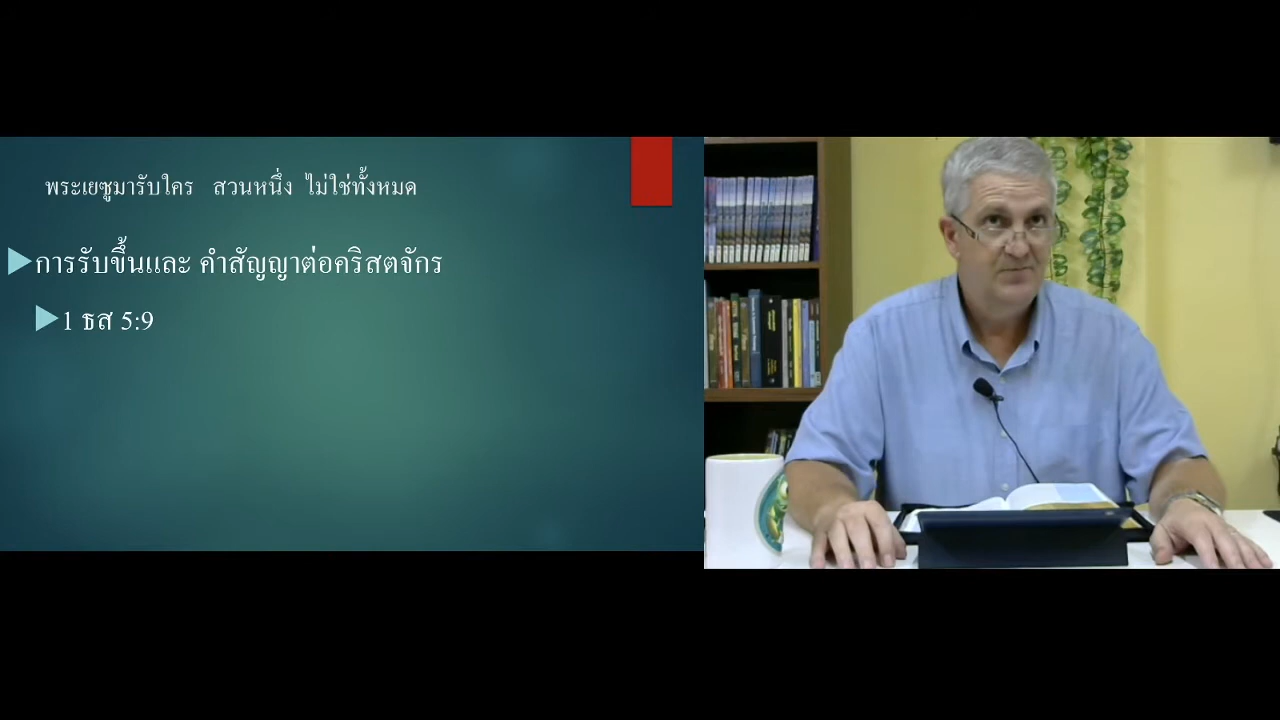 พระเยซูมารับใคร สวนหนึ่ง ไม่ใช่ทั้งหมด
การรับขึ้นและ คำสัญญาต่อคริสตจักร
1 ธส 5:9